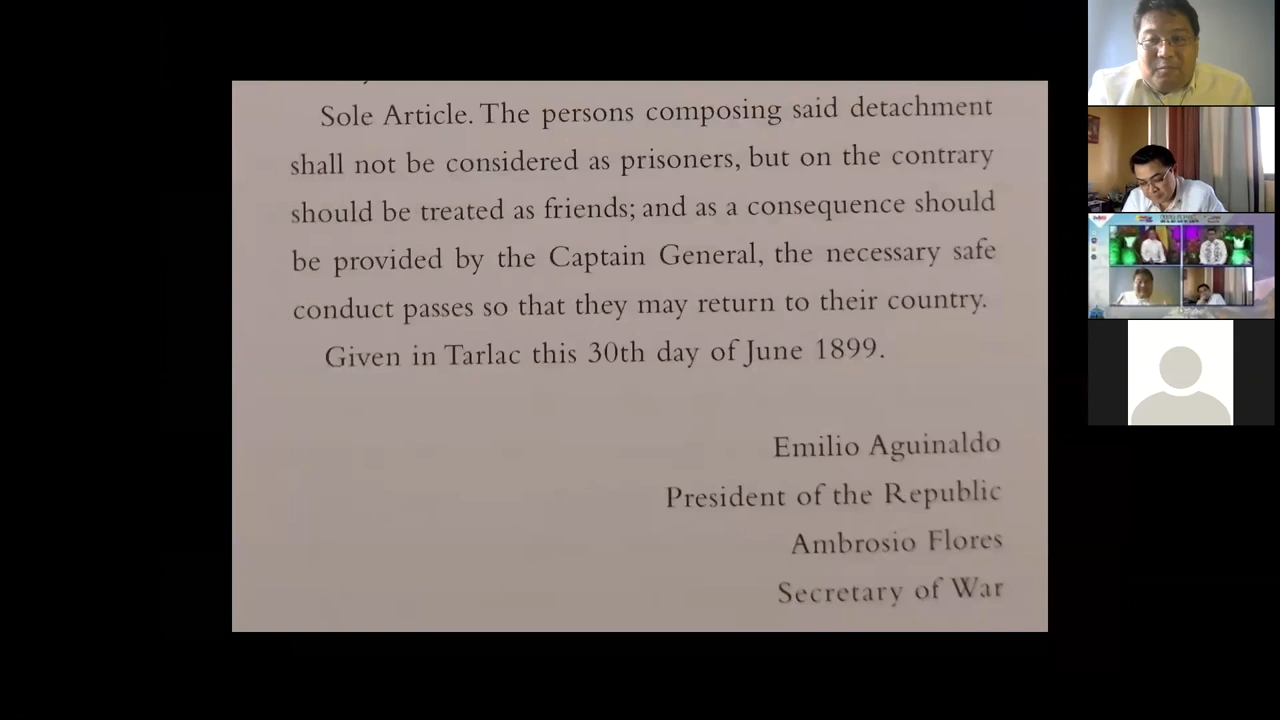 Sole Article. The persons composing said detachment
shall not be considered as prisoners, but on the contrary
should be treated as friends; and as a consequence should
be provided by the Captain General, the necessary safe
conduct passes so that they may return to their country.
Given in Tarlac this 30th day of June 1899.
Emilio Aguinaldo
President of the Republic
Ambrosio Flores
Secretary of War